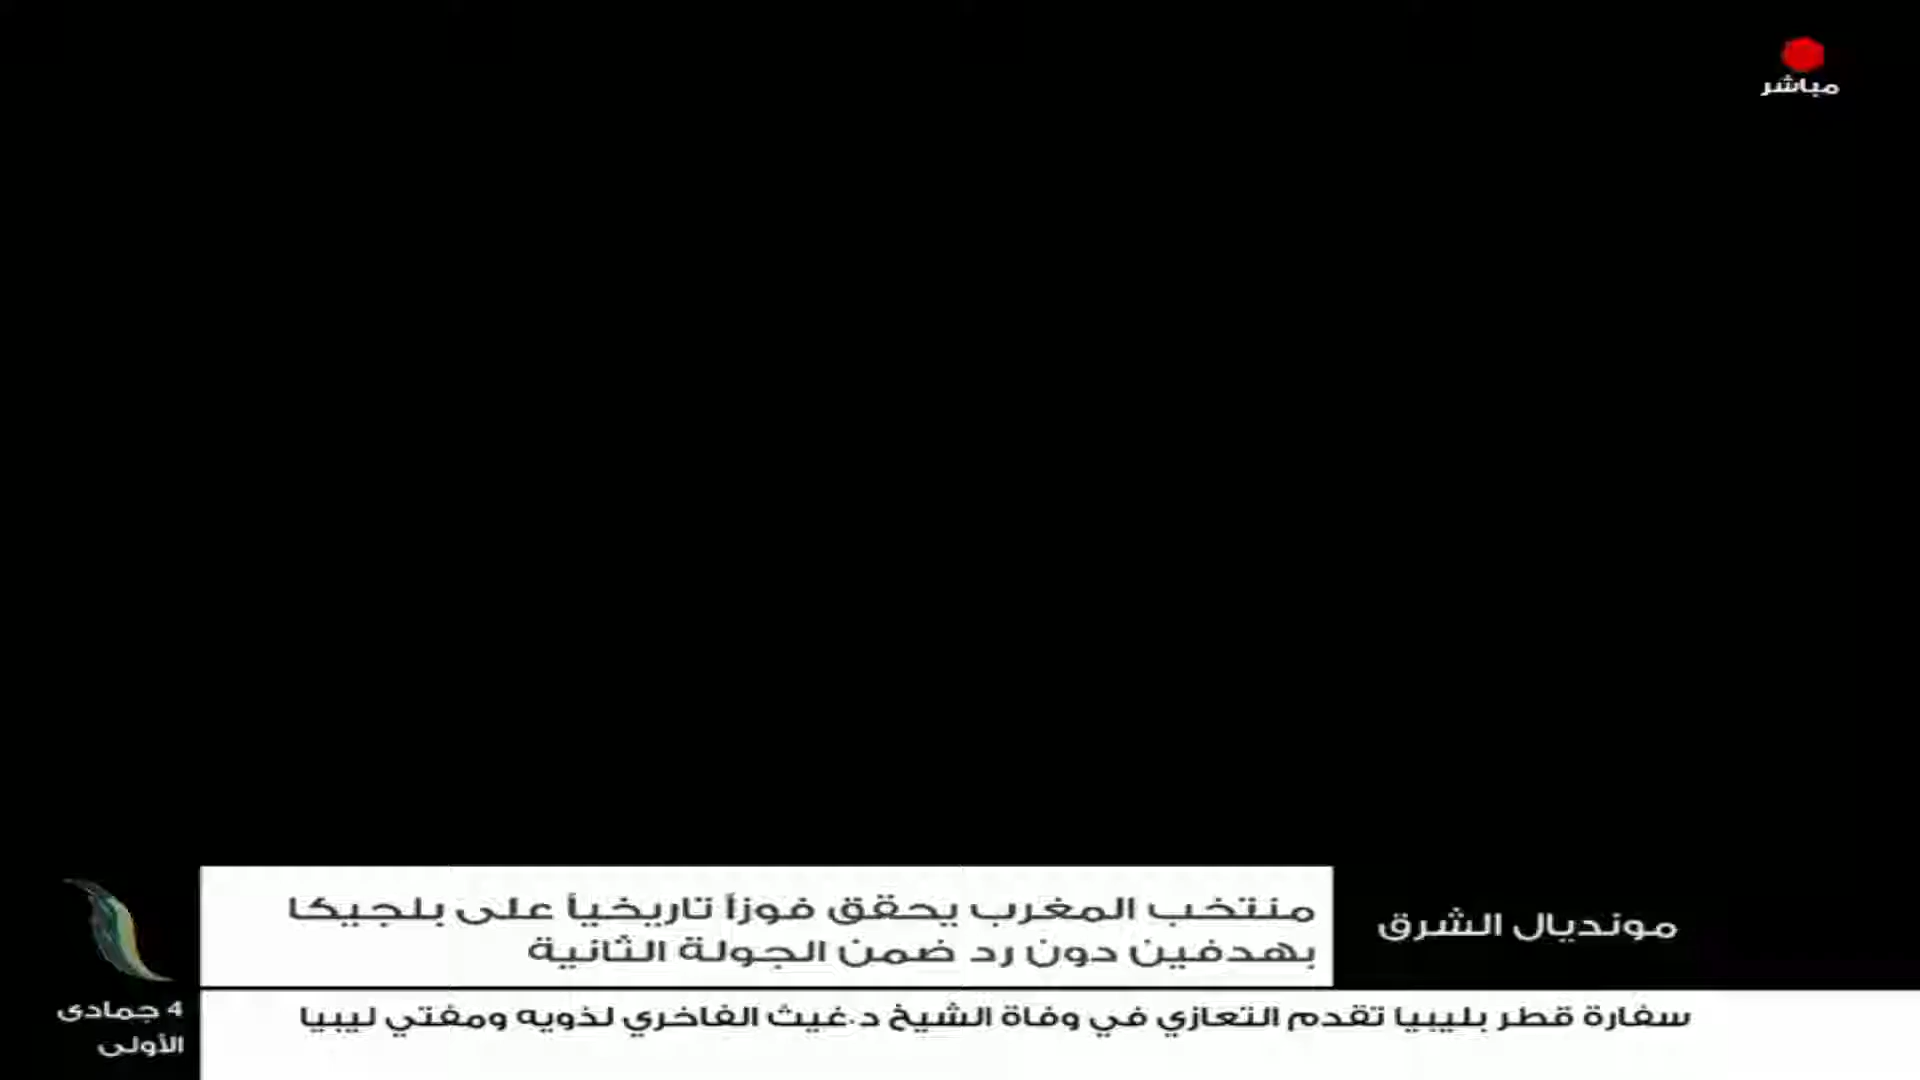 مباشر
مونديال الشرق
منتخب المغرب يحقق فوزاً تاريخياً على بلجيكا
بهدفين دون رد ضمن الجولة الثانية
سفارة قطر بليبيا تقدم التعازي في وفاة الشيخ د.غيث الفاخري لذويه ومفتي ليبيا
4 جمادى
الأولى